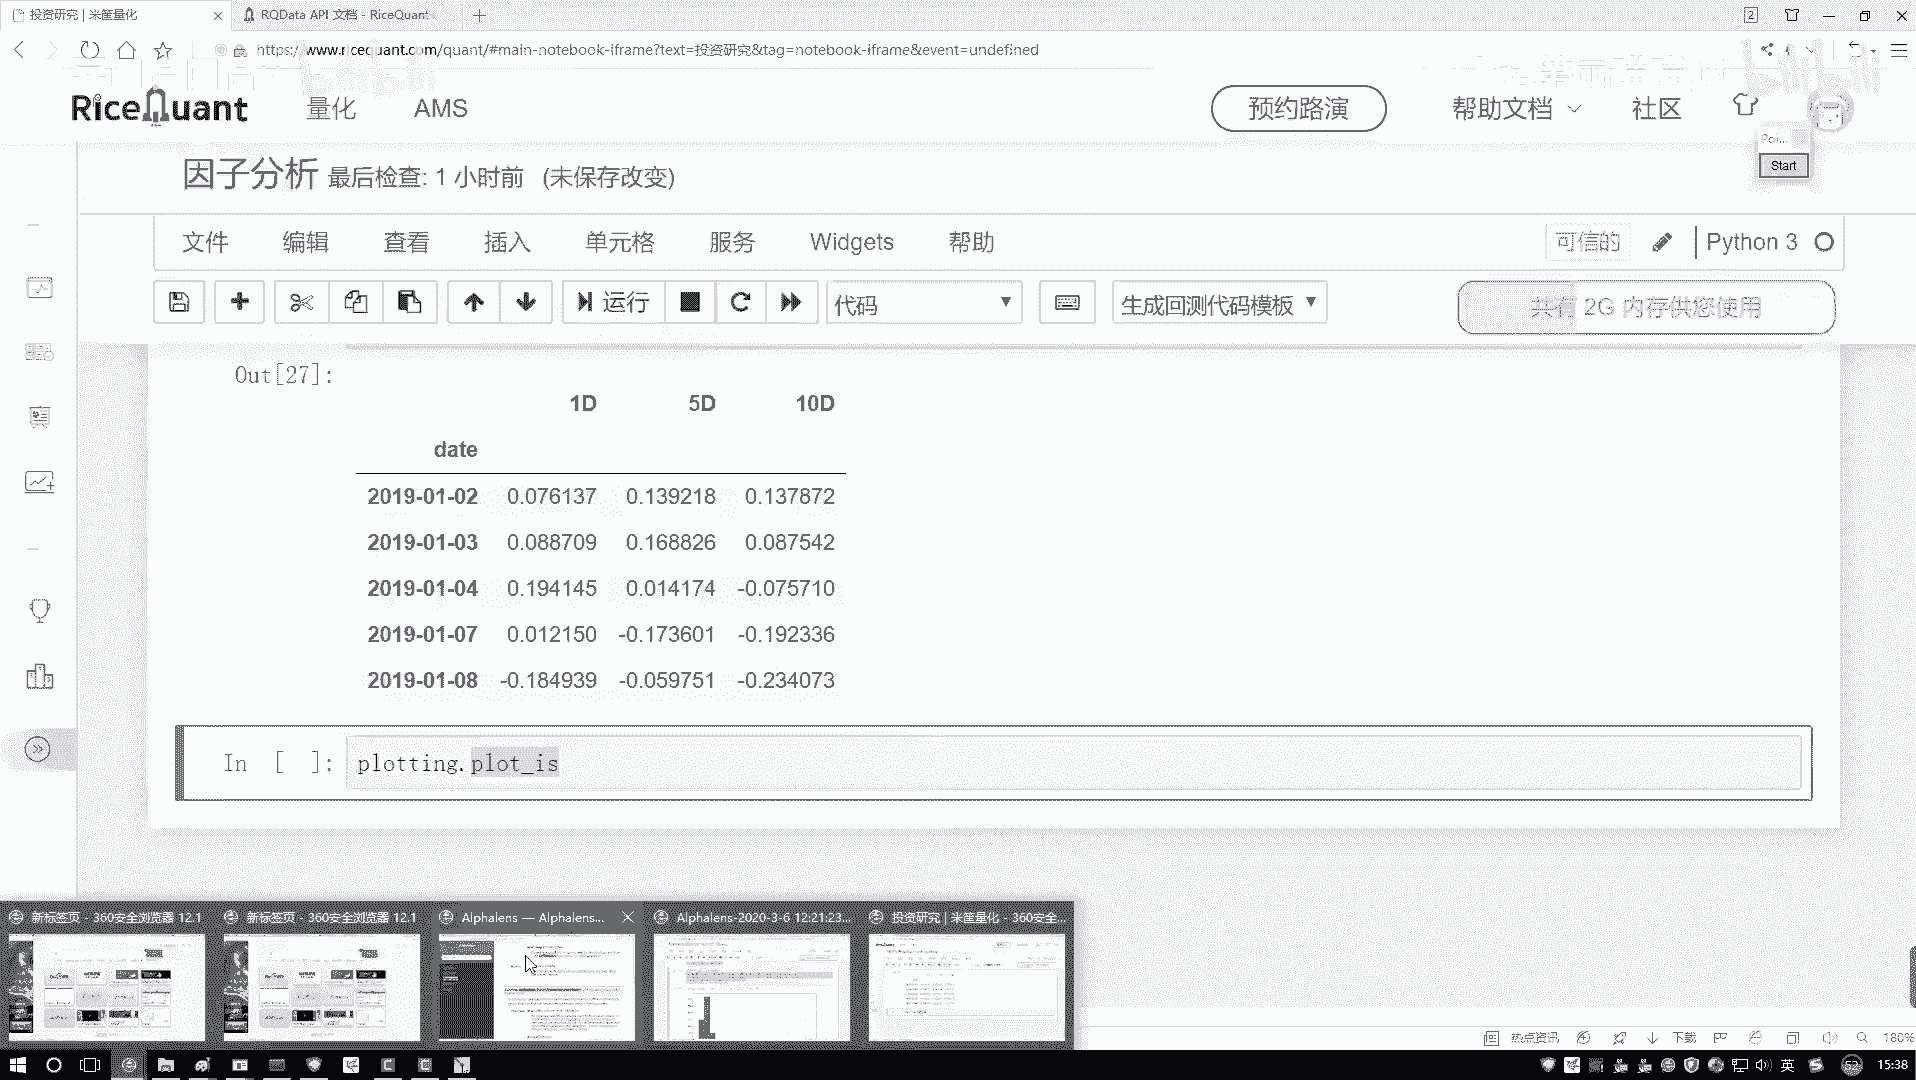 投资研究 | 米筐量化
RQData API 文档 - RiceQuant
2
https://www.ricequant.com/quant/#main-notebook-iframe?text=投资研究&tag=notebook-iframe&event=undefined
bilibili
RiceQuant 量化 AMS 预约路演 帮助文档 社区
Poi...
Start
因子分析 最后检查: 1 小时前 (未保存改变)
文件 编辑 查看 插入 单元格 服务 Widgets 帮助 可信的 Python 3
运行 代码 生成回测代码模板 共有 2G 内存供您使用
Out[27]:
1D 5D 10D
date
2019-01-02 0.076137 0.139218 0.137872
2019-01-03 0.088709 0.168826 0.087542
2019-01-04 0.194145 0.014174 -0.075710
2019-01-07 0.012150 -0.173601 -0.192336
2019-01-08 -0.184939 -0.059751 -0.234073
In [ ]: plotting.plot_is
新标签页 - 360安全浏览器 12.1
新标签页 - 360安全浏览器 12.1
Alphalens — Alphalens...
Alphalens-2020-3-6 12:21:23...
投资研究 | 米筐量化 - 360安全...
热点资讯 下载 180%
英 52 15:38